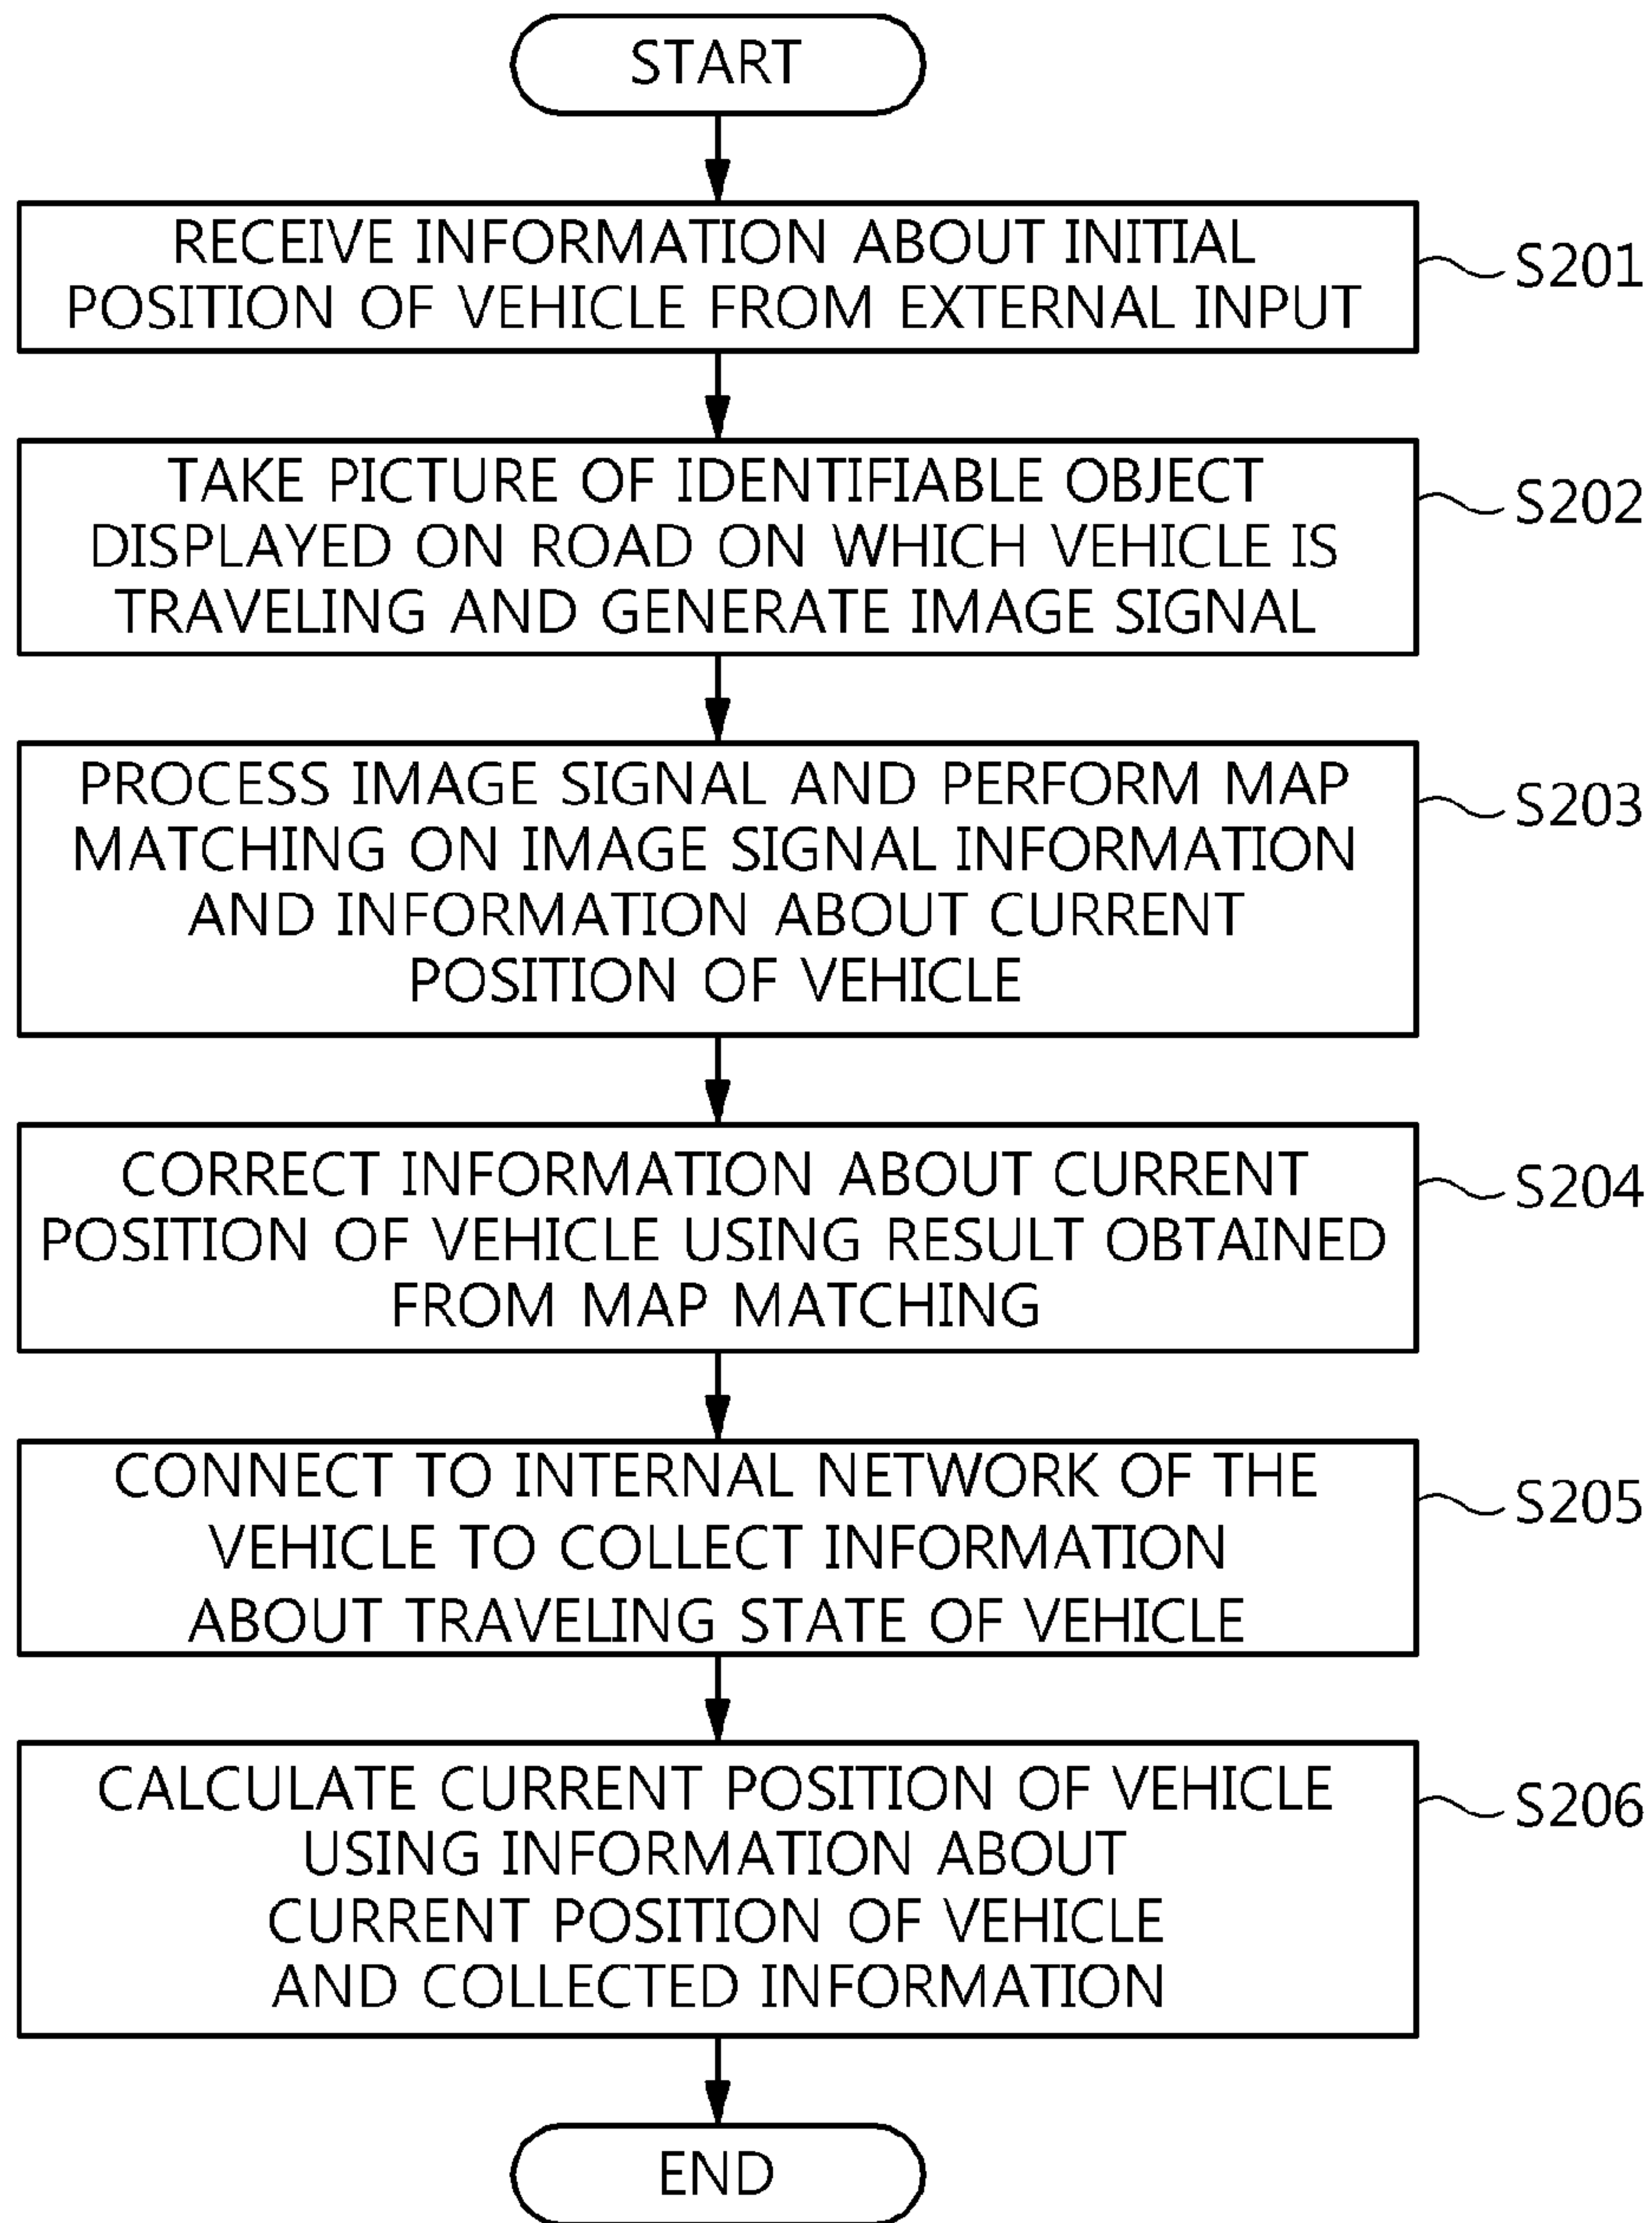 START
RECEIVE INFORMATION ABOUT INITIAL
POSITION OF VEHICLE FROM EXTERNAL INPUT
S201
TAKE PICTURE OF IDENTIFIABLE OBJECT
DISPLAYED ON ROAD ON WHICH VEHICLE IS
TRAVELING AND GENERATE IMAGE SIGNAL
S202
PROCESS IMAGE SIGNAL AND PERFORM MAP
MATCHING ON IMAGE SIGNAL INFORMATION
AND INFORMATION ABOUT CURRENT
POSITION OF VEHICLE
S203
CORRECT INFORMATION ABOUT CURRENT
POSITION OF VEHICLE USING RESULT OBTAINED
FROM MAP MATCHING
S204
CONNECT TO INTERNAL NETWORK OF THE
VEHICLE TO COLLECT INFORMATION
ABOUT TRAVELING STATE OF VEHICLE
S205
CALCULATE CURRENT POSITION OF VEHICLE
USING INFORMATION ABOUT
CURRENT POSITION OF VEHICLE
AND COLLECTED INFORMATION
S206
END